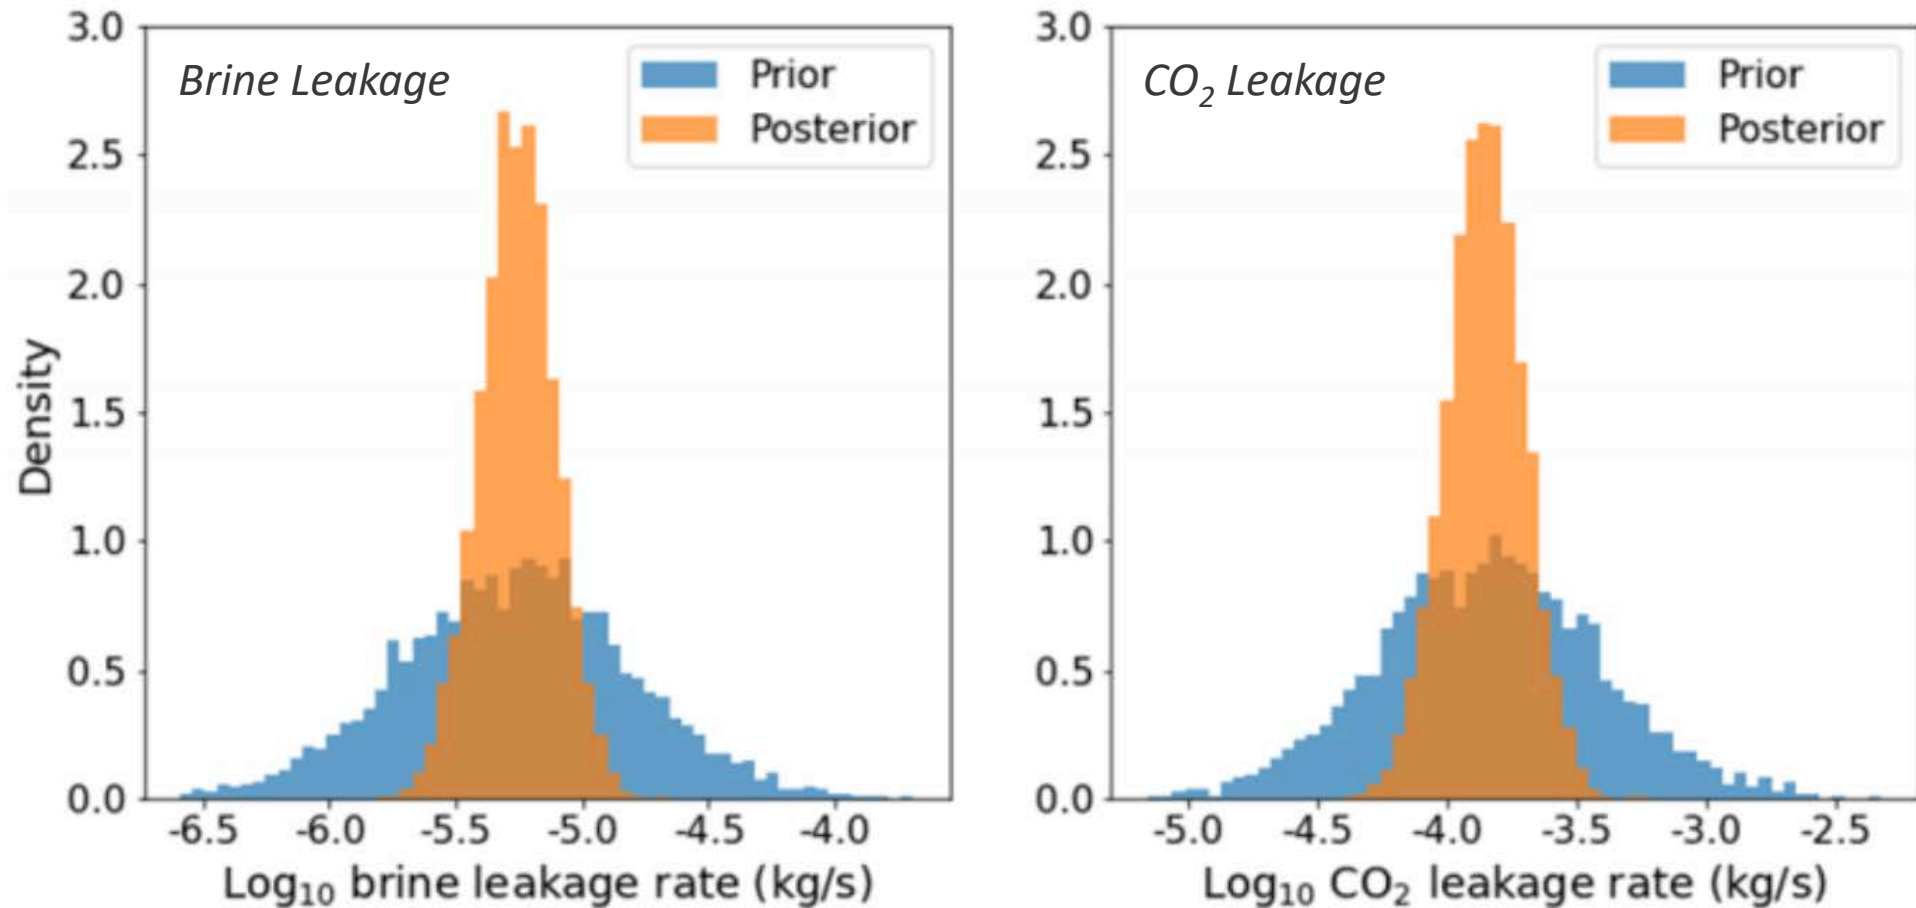 Brine Leakage
Prior
Posterior
3.0
2.5
2.0
1.5
1.0
0.5
0.0
Density
-6.5 -6.0 -5.5 -5.0 -4.5 -4.0
Log₁₀ brine leakage rate (kg/s)
CO₂ Leakage
Prior
Posterior
3.0
2.5
2.0
1.5
1.0
0.5
0.0
-5.0 -4.5 -4.0 -3.5 -3.0 -2.5
Log₁₀ CO₂ leakage rate (kg/s)